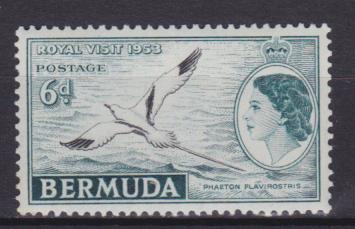 ROYAL VISIT 1953
POSTAGE
6d
PHAETON FLAVIROSTRIS
BERMUDA